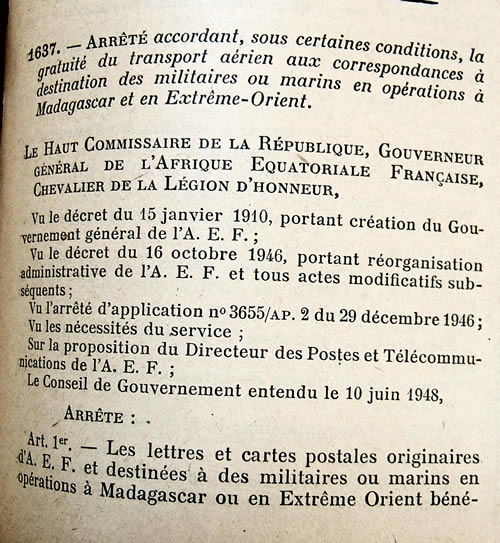 1637. — ARRÊTÉ accordant, sous certaines conditions, la
gratuité du transport aérien aux correspondances à
destination des militaires ou marins en opérations à
Madagascar et en Extrême-Orient.
LE HAUT COMMISSAIRE DE LA RÉPUBLIQUE, GOUVERNEUR
GÉNÉRAL DE L'AFRIQUE EQUATORIALE FRANÇAISE,
CHEVALIER DE LA LÉGION D'HONNEUR,
Vu le décret du 15 janvier 1910, portant création du Gou-
vernement général de l'A. E. F. ;
Vu le décret du 16 octobre 1946, portant réorganisation
administrative de l'A. E. F. et tous actes modificatifs sub-
séquents ;
Vu l'arrêté d'application nº 3655/AP. 2 du 29 décembre 1946 ;
Vu les nécessités du service ;
Sur la proposition du Directeur des Postes et Télécommu-
nications de l'A. E. F. ;
Le Conseil de Gouvernement entendu le 10 juin 1948,
ARRÊTE :
Art. 1er. — Les lettres et cartes postales originaires
d'A. E. F. et destinées à des militaires ou marins en
opérations à Madagascar ou en Extrême Orient béné-